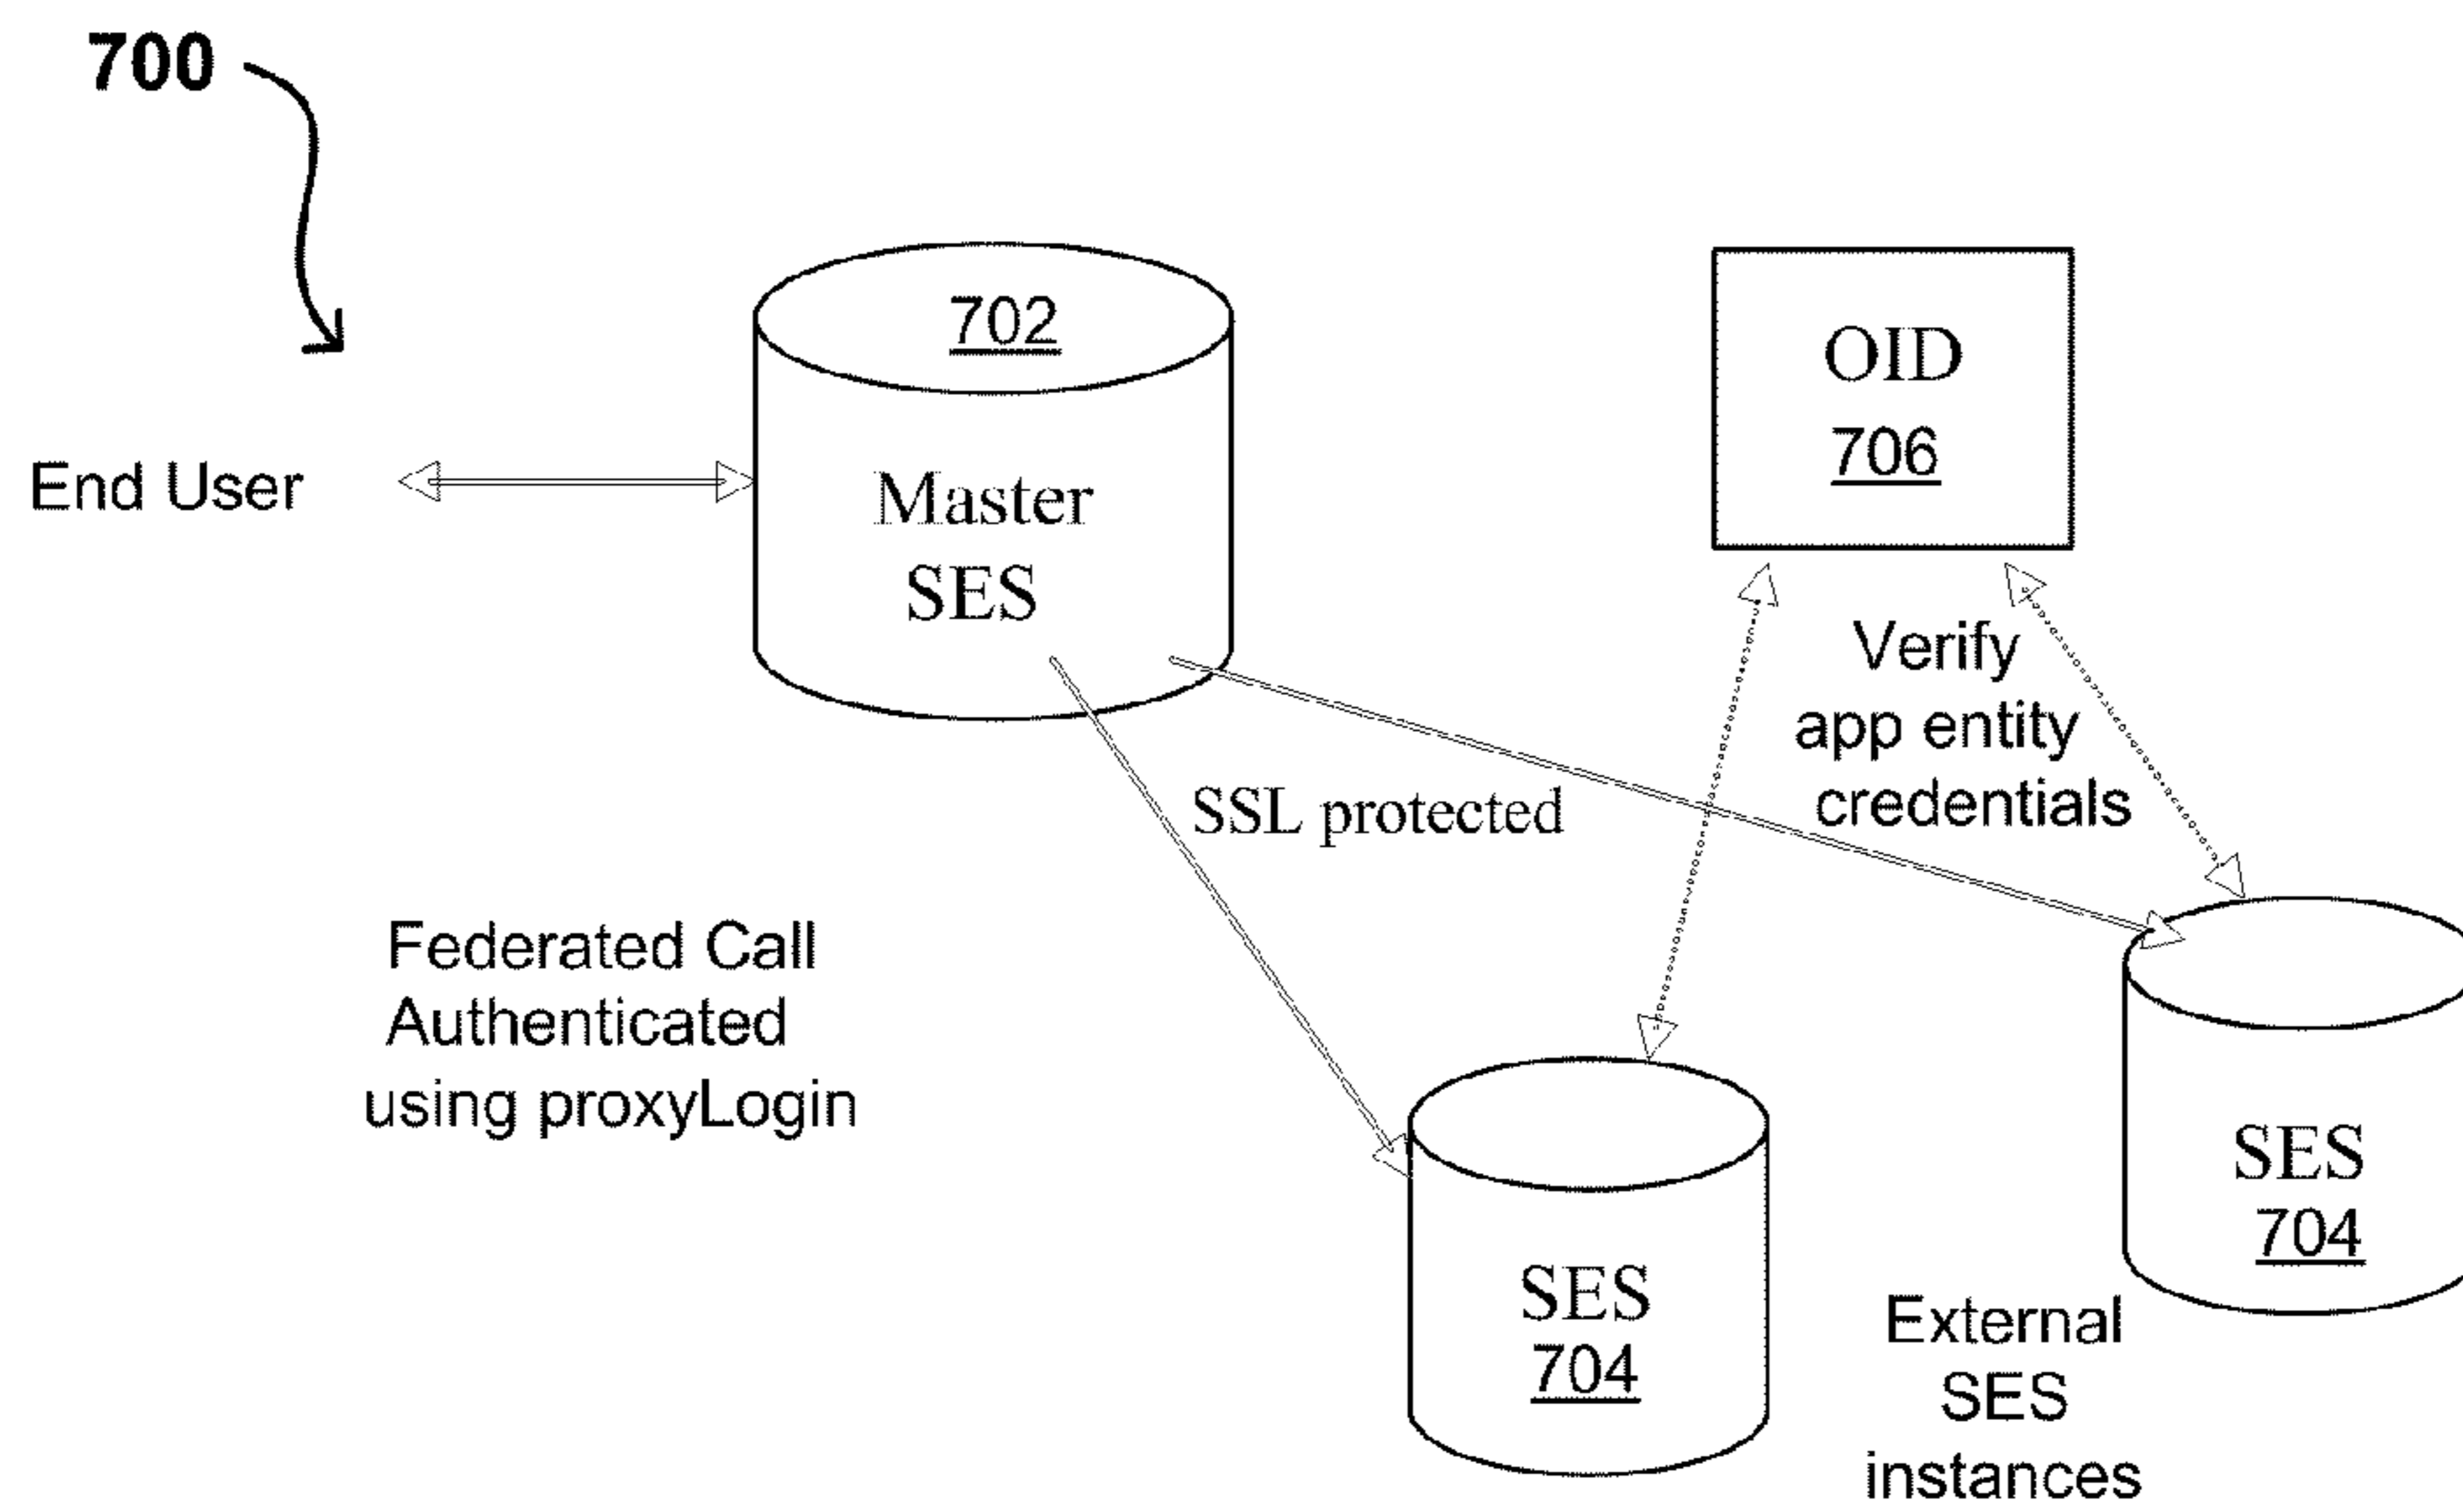 700
702
OID
706
End User
Master
SES
Verify
app entity
credentials
SSL protected
Federated Call
Authenticated
using proxyLogin
SES
704
SES
704
External
SES
instances